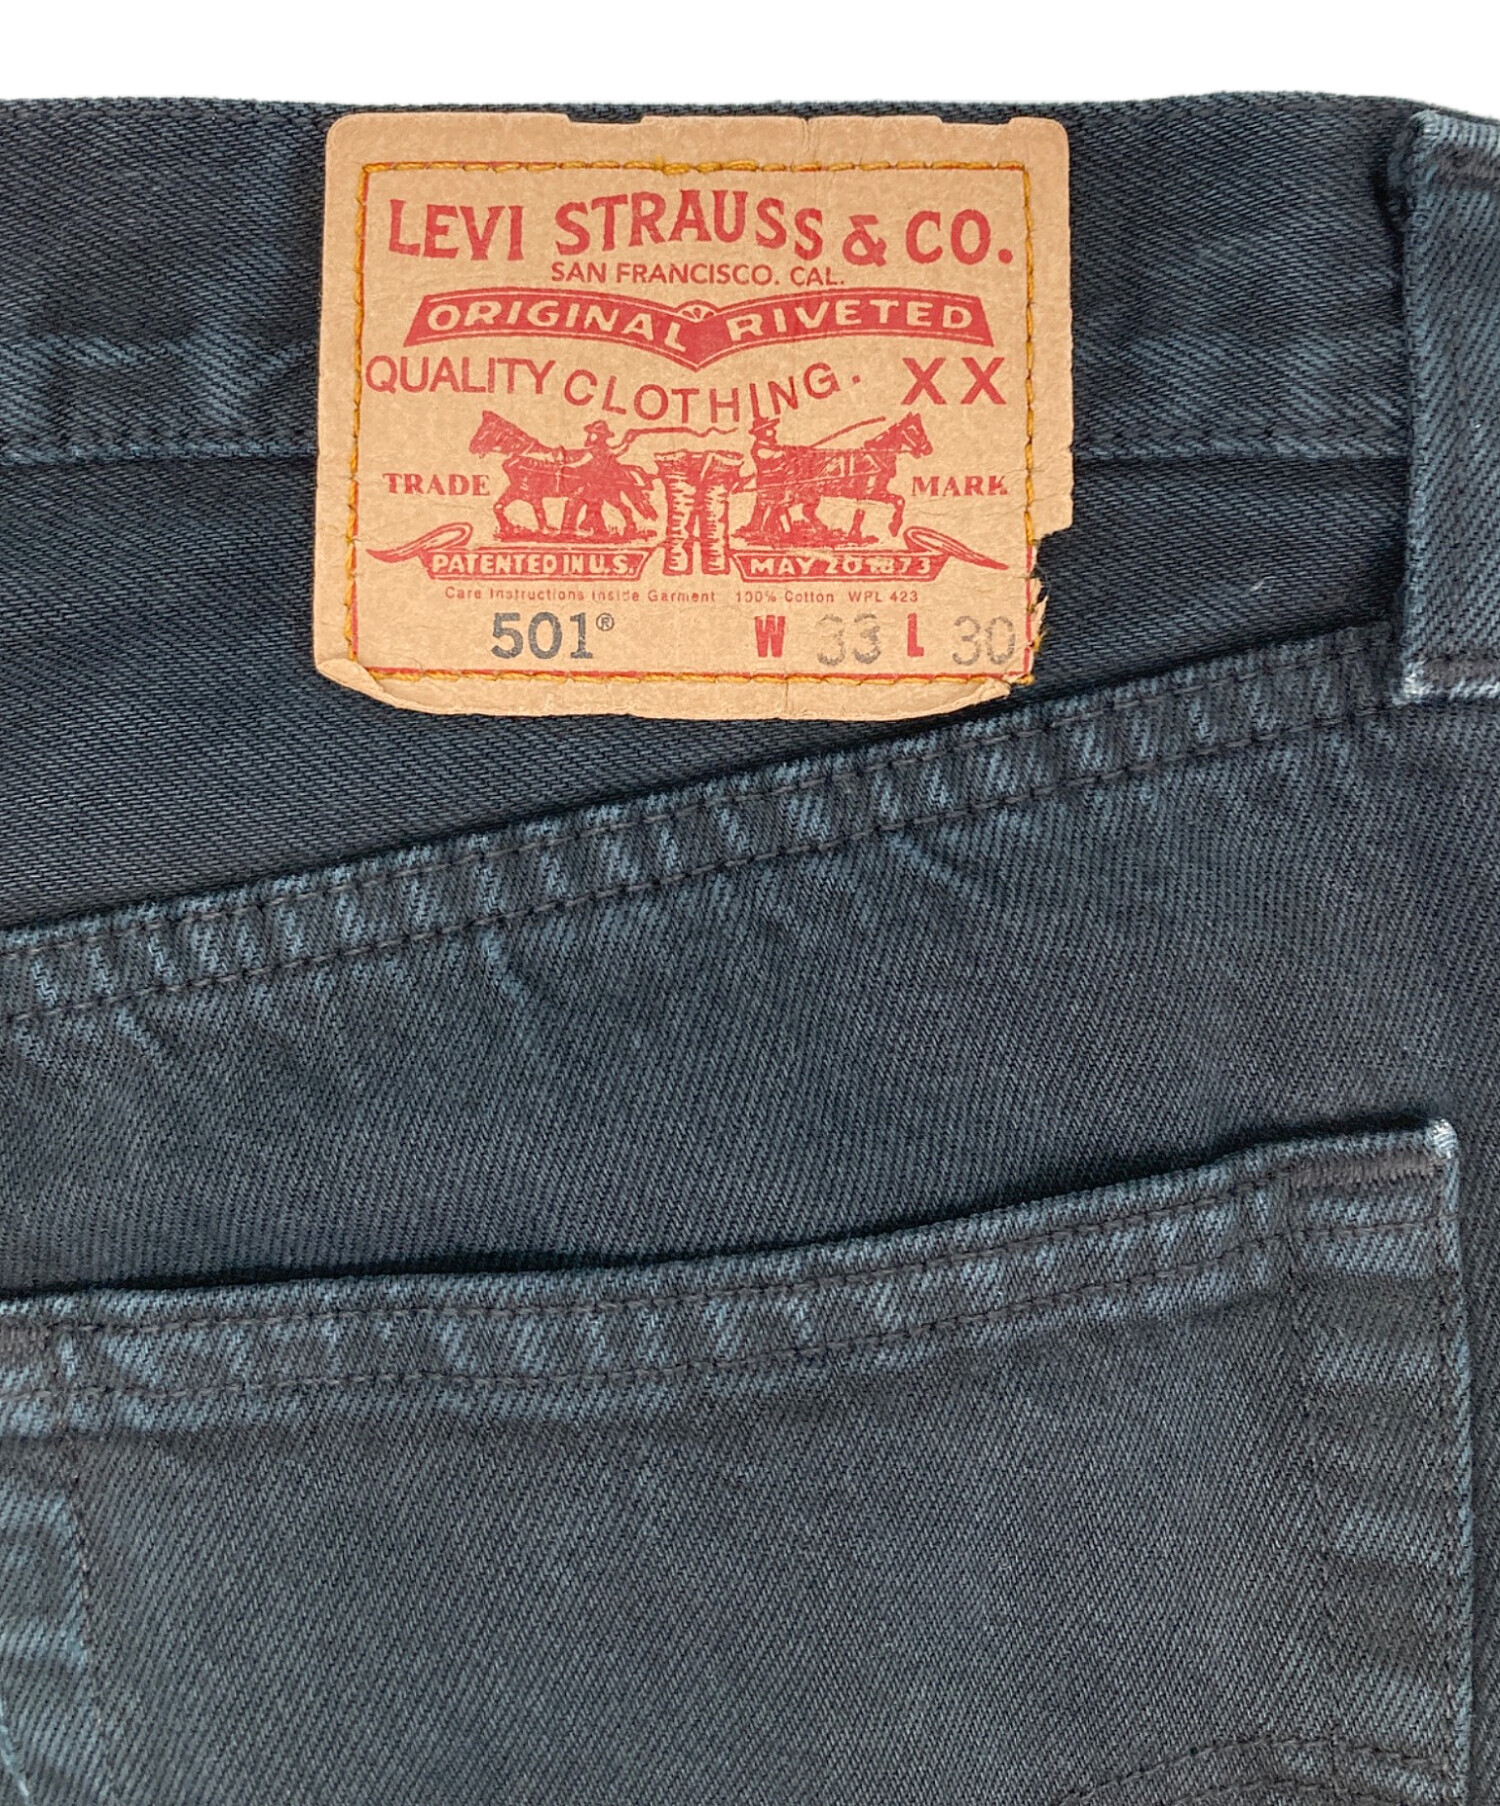 LEVI STRAUSS & CO.
SAN FRANCISCO. CAL.
ORIGINAL RIVETED
QUALITY CLOTHING. XX
TRADE MARK
PATENTED IN U.S. MAY 20 1873
Care Instructions Inside Garment 100% Cotton WPL 423
501® W 33 L 30